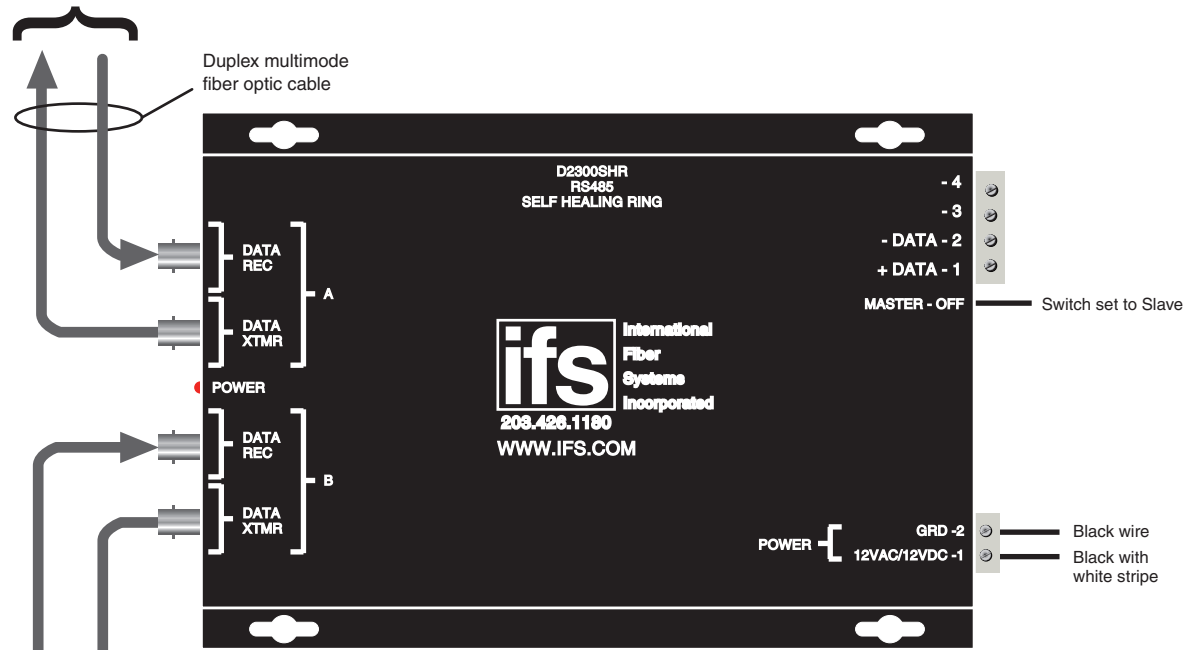 Duplex multimode
fiber optic cable
D2300SHR
RS485
SELF HEALING RING
- 4
- 3
- DATA - 2
+ DATA - 1
MASTER - OFF
Switch set to Slave
DATA
REC
A
DATA
XTMR
POWER
DATA
REC
B
DATA
XTMR
ifs
International
Fiber
Systems
Incorporated
203.426.1180
WWW.IFS.COM
POWER
GRD -2
12VAC/12VDC -1
Black wire
Black with
white stripe